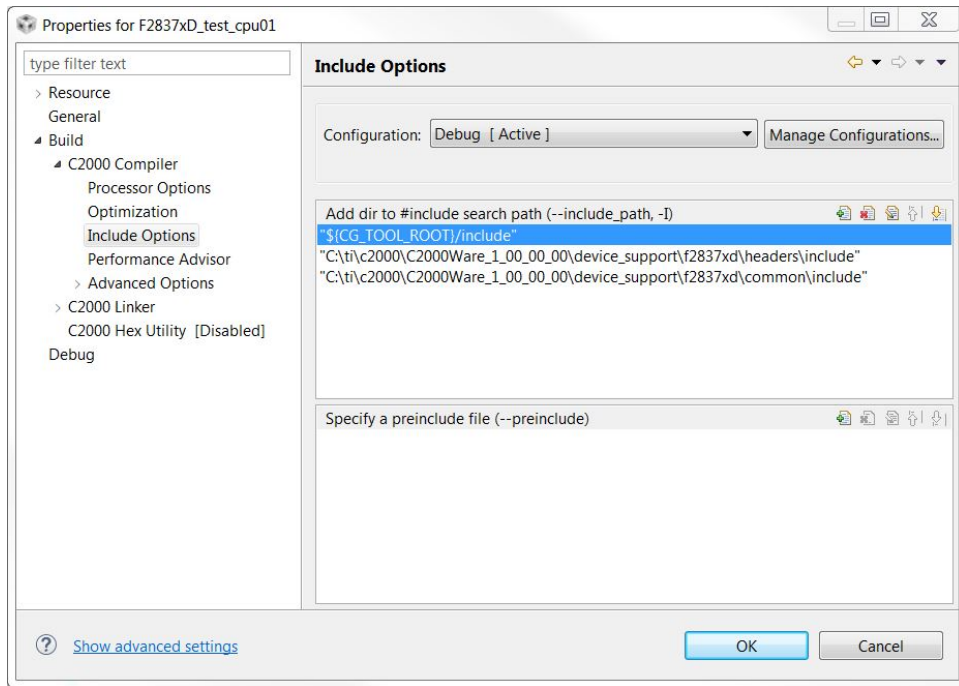 Properties for F2837xD_test_cpu01
type filter text
Resource
General
Build
C2000 Compiler
Processor Options
Optimization
Include Options
Performance Advisor
Advanced Options
C2000 Linker
C2000 Hex Utility [Disabled]
Debug
Include Options
Configuration: Debug [ Active ] Manage Configurations...
Add dir to #include search path (--include_path, -I)
"${CG_TOOL_ROOT}/include"
"C:\ti\c2000\C2000Ware_1_00_00_00\device_support\f2837xd\headers\include"
"C:\ti\c2000\C2000Ware_1_00_00_00\device_support\f2837xd\common\include"
Specify a preinclude file (--preinclude)
Show advanced settings
OK Cancel